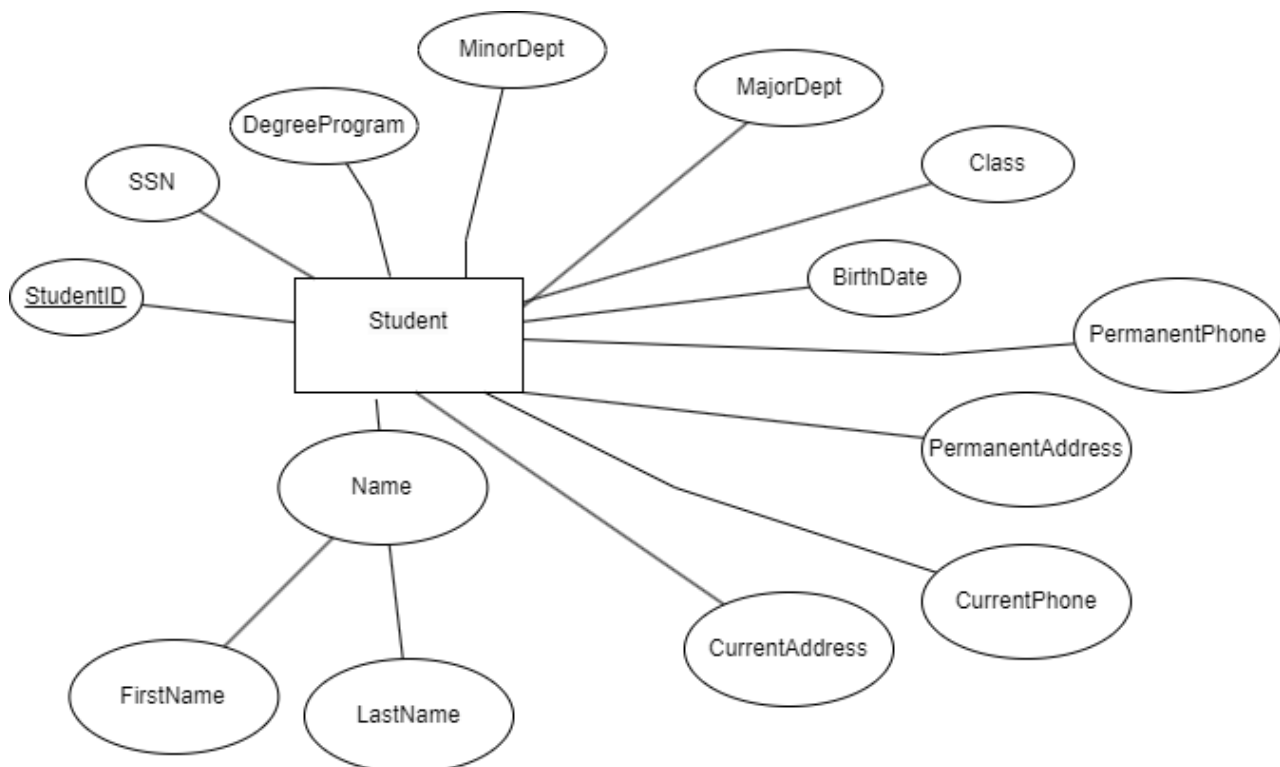 MinorDept
MajorDept
DegreeProgram
Class
SSN
BirthDate
StudentID
Student
PermanentPhone
PermanentAddress
Name
CurrentPhone
CurrentAddress
FirstName
LastName